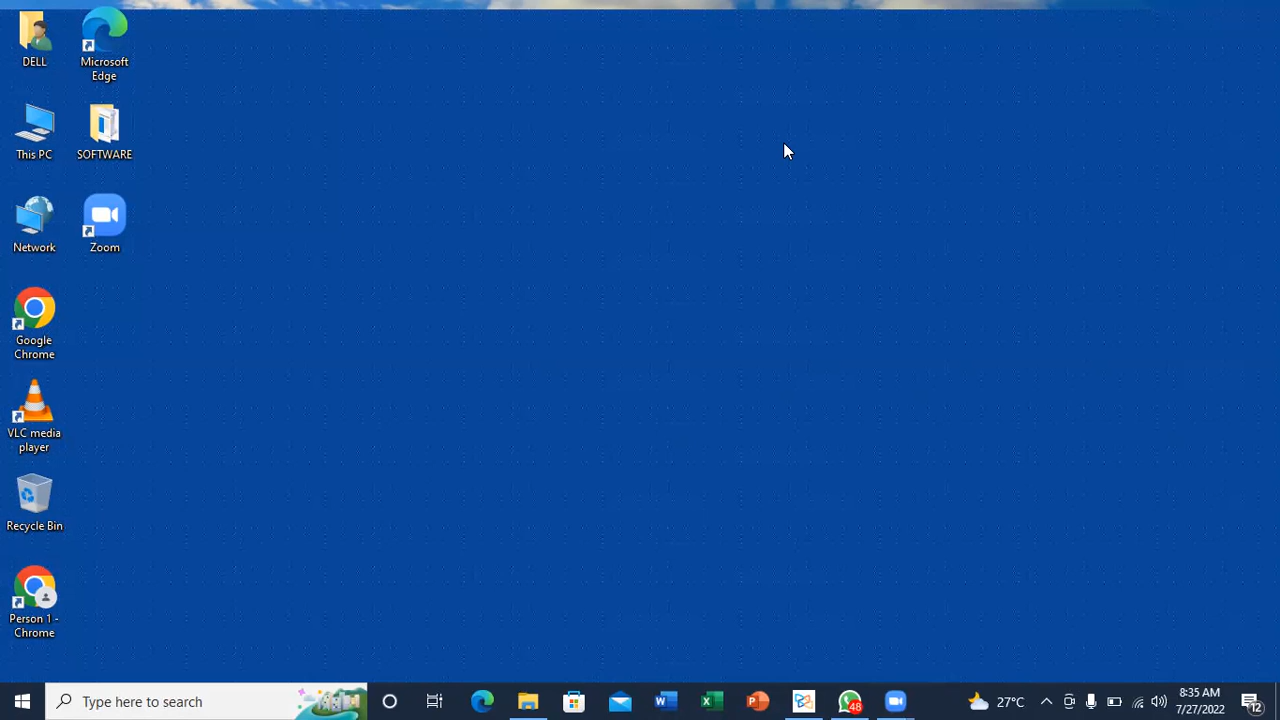 DELL
Microsoft
Edge
This PC
SOFTWARE
Network
Zoom
Google
Chrome
VLC media
player
Recycle Bin
Person 1 -
Chrome
Type here to search
48
27°C
8:35 AM
7/27/2022
12